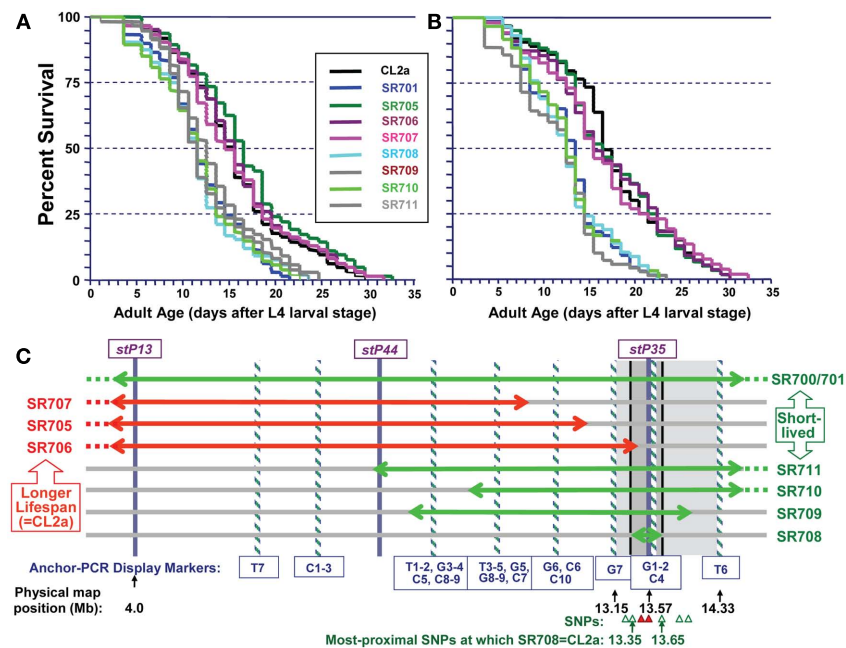 A
B
100
75
50
25
0
Percent Survival
CL2a
SR701
SR705
SR706
SR707
SR708
SR709
SR710
SR711
0 5 10 15 20 25 30 35
0 5 10 15 20 25 30 35
Adult Age (days after L4 larval stage)
Adult Age (days after L4 larval stage)
C
stP13
stP44
stP35
SR700/701
SR707
SR705
SR706
Short-
lived
SR711
SR710
SR709
SR708
Longer
Lifespan
(=CL2a)
Anchor-PCR Display Markers:
T7
C1-3
T1-2, G3-4
C5, C8-9
T3-5, G5,
G8-9, C7
G6, C6
C10
G7
G1-2
C4
T6
Physical map
position (Mb):
4.0
13.15
13.57
14.33
SNPs:
Most-proximal SNPs at which SR708=CL2a: 13.35 13.65